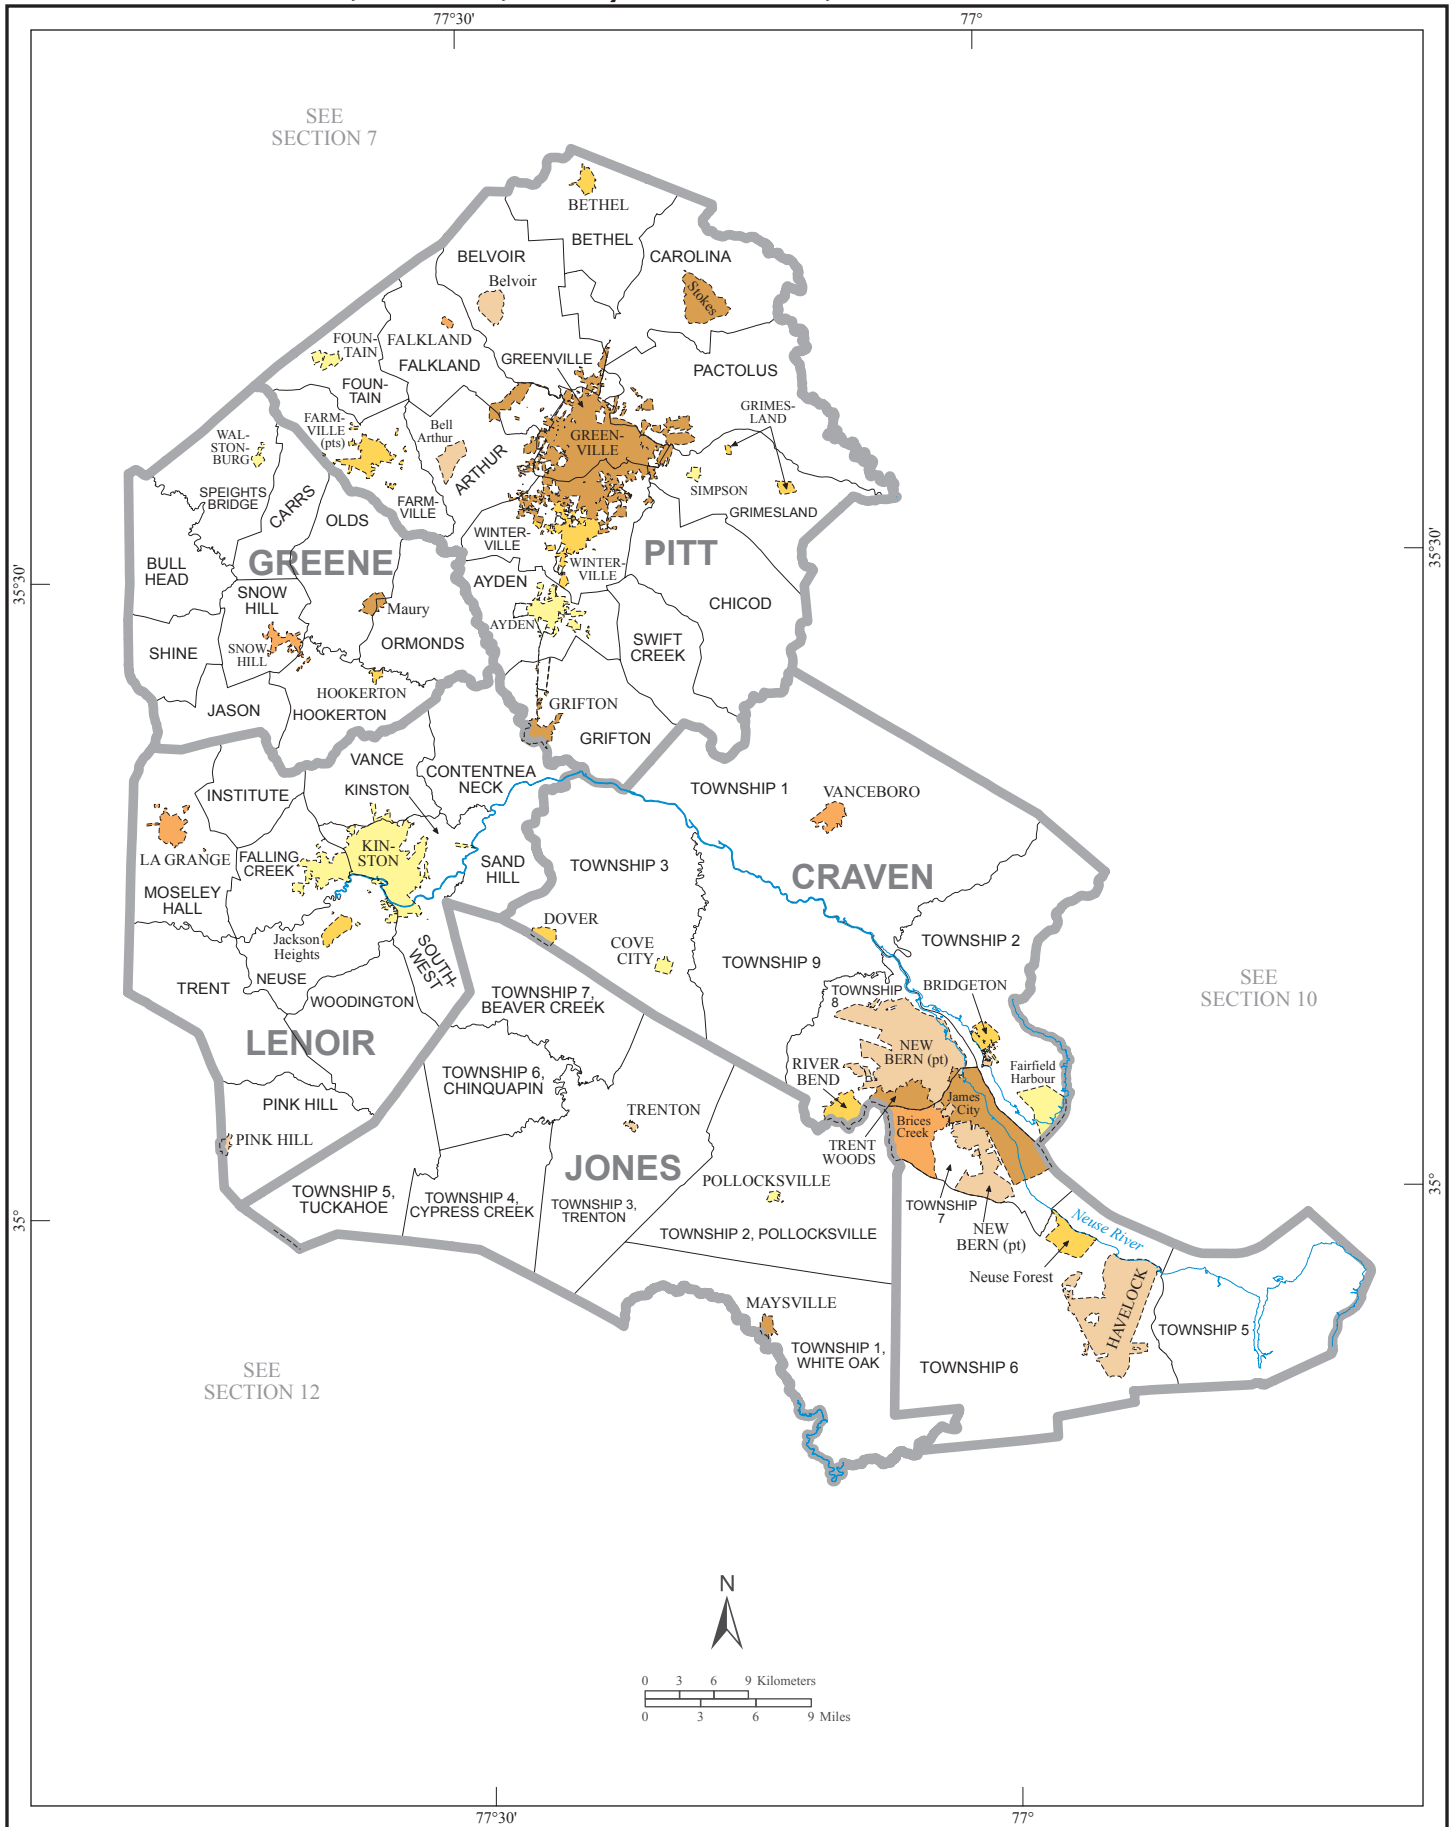 77°30'
77°
SEE
SECTION 7
BETHEL
BETHEL
BELVOIR
CAROLINA
Belvoir
Stokes
FOUN-
TAIN
FALKLAND
FALKLAND
GREENVILLE
PACTOLUS
FOUN-
TAIN
GRIMES-
LAND
FARM-
VILLE
(pts)
Bell
Arthur
WAL-
STON-
BURG
GREEN-
VILLE
ARTHUR
SIMPSON
SPEIGHTS
BRIDGE
CARRS
FARM-
VILLE
GRIMESLAND
OLDS
WINTER-
VILLE
PITT
35°30'
GREENE
BULL
HEAD
WINTER-
VILLE
AYDEN
35°30'
SNOW
HILL
Maury
CHICOD
AYDEN
ORMONDS
SWIFT
CREEK
SHINE
SNOW
HILL
HOOKERTON
JASON
HOOKERTON
GRIFTON
GRIFTON
VANCE
CONTENTNEA
NECK
KINSTON
INSTITUTE
TOWNSHIP 1
VANCEBORO
LA GRANGE
FALLING
CREEK
KIN-
STON
SAND
HILL
TOWNSHIP 3
CRAVEN
MOSELEY
HALL
DOVER
Jackson
Heights
COVE
CITY
TOWNSHIP 2
SOUTH-
WEST
TOWNSHIP 9
TRENT
NEUSE
WOODINGTON
TOWNSHIP 7,
BEAVER CREEK
TOWNSHIP
8
BRIDGETON
SEE
SECTION 10
LENOIR
NEW
BERN (pt)
RIVER
BEND
Fairfield
Harbour
TOWNSHIP 6,
CHINQUAPIN
PINK HILL
TRENTON
James
City
Brices
Creek
PINK HILL
TRENT
WOODS
JONES
POLLOCKSVILLE
TOWNSHIP 5,
TUCKAHOE
TOWNSHIP 4,
CYPRESS CREEK
TOWNSHIP 3,
TRENTON
TOWNSHIP
7
NEW
BERN (pt)
35°
35°
Neuse River
TOWNSHIP 2, POLLOCKSVILLE
Neuse Forest
HAVELOCK
MAYSVILLE
TOWNSHIP 5
TOWNSHIP 1,
WHITE OAK
TOWNSHIP 6
SEE
SECTION 12
N
0 3 6 9 Kilometers
0 3 6 9 Miles
77°30'
77°